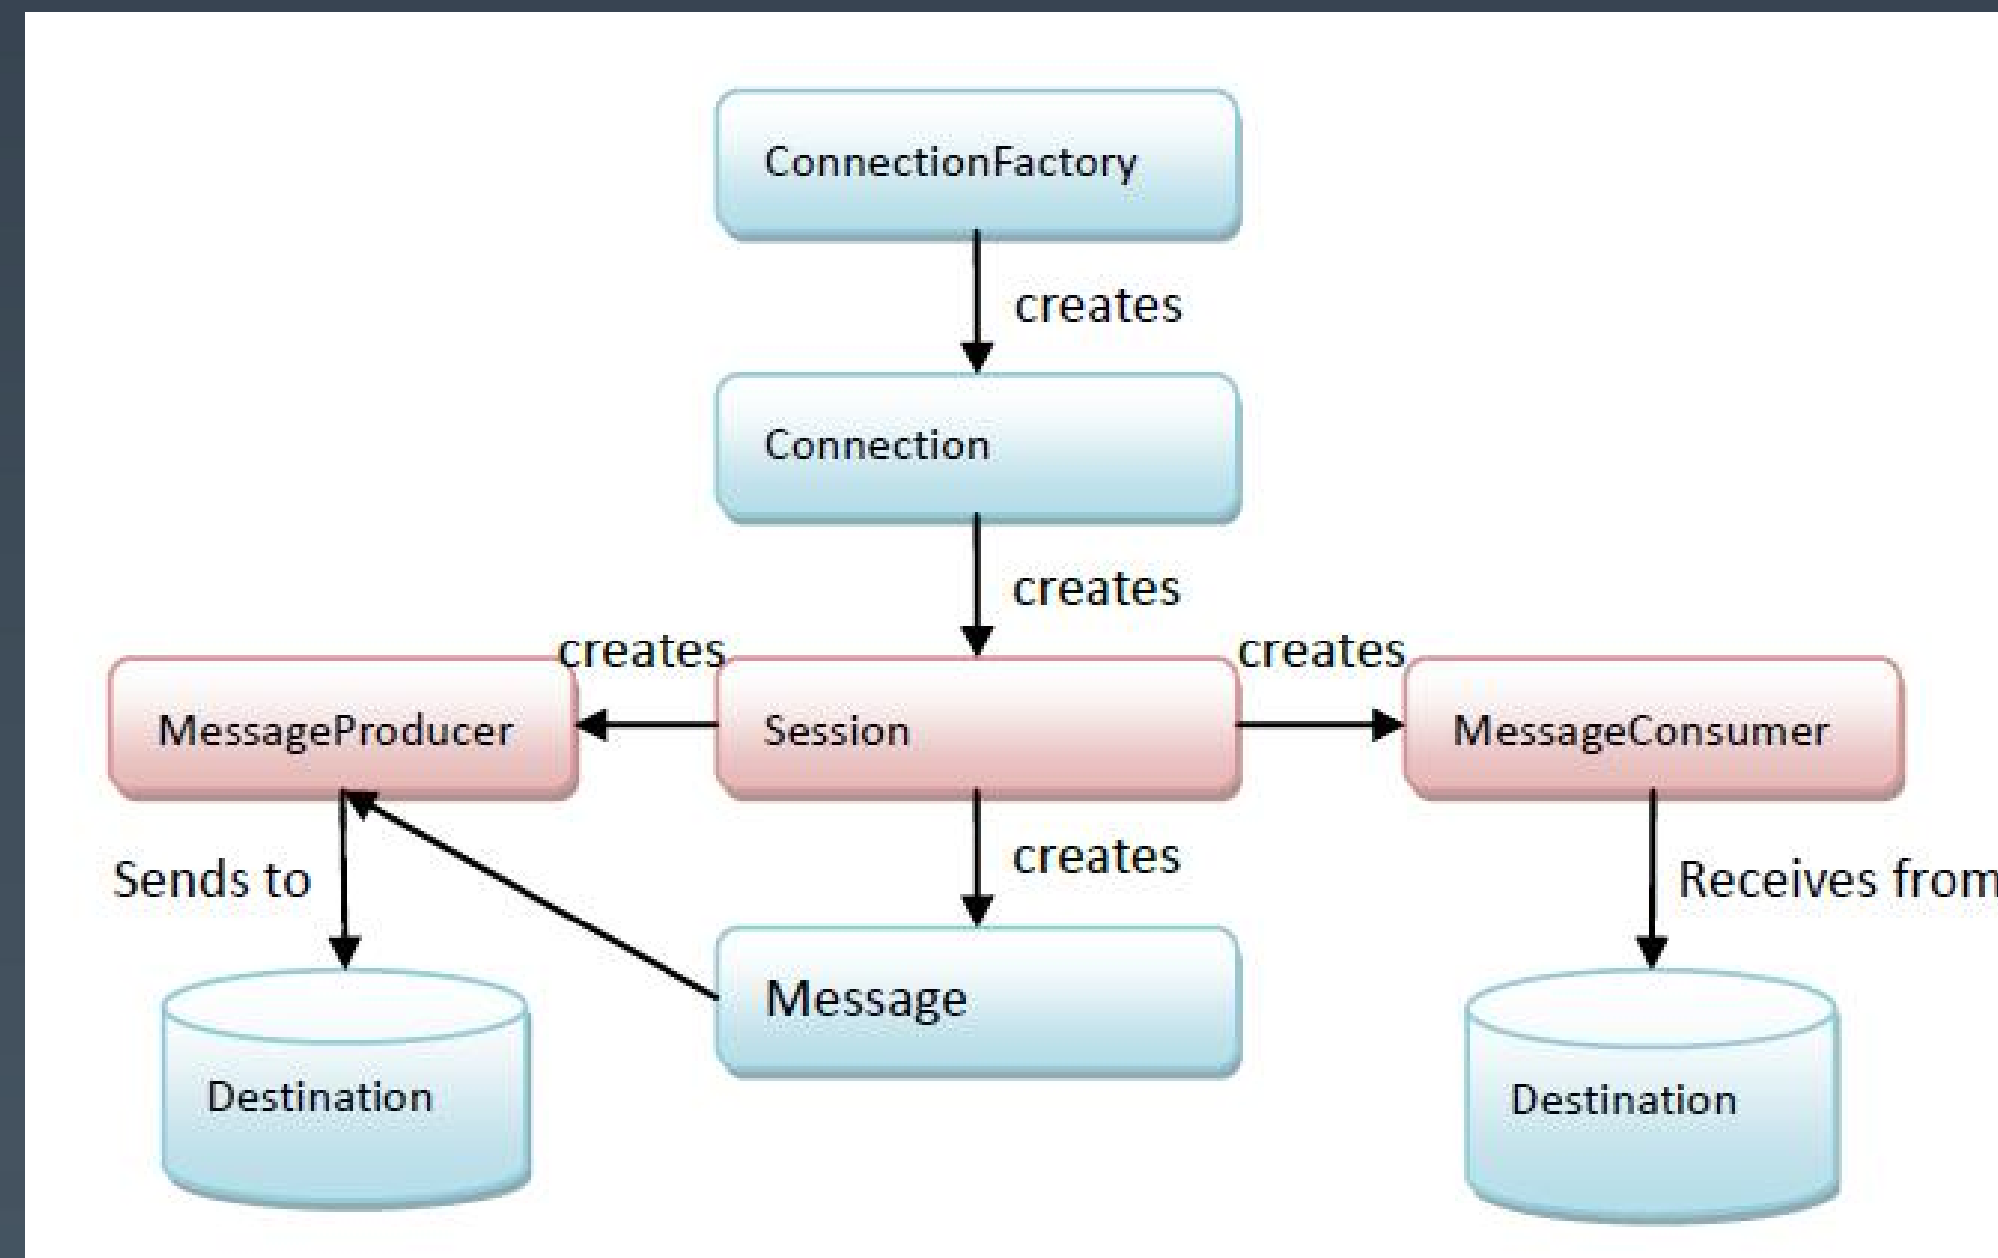 ConnectionFactory
creates
Connection
creates
creates
creates
MessageProducer
Session
MessageConsumer
Sends to
creates
Receives from
Message
Destination
Destination